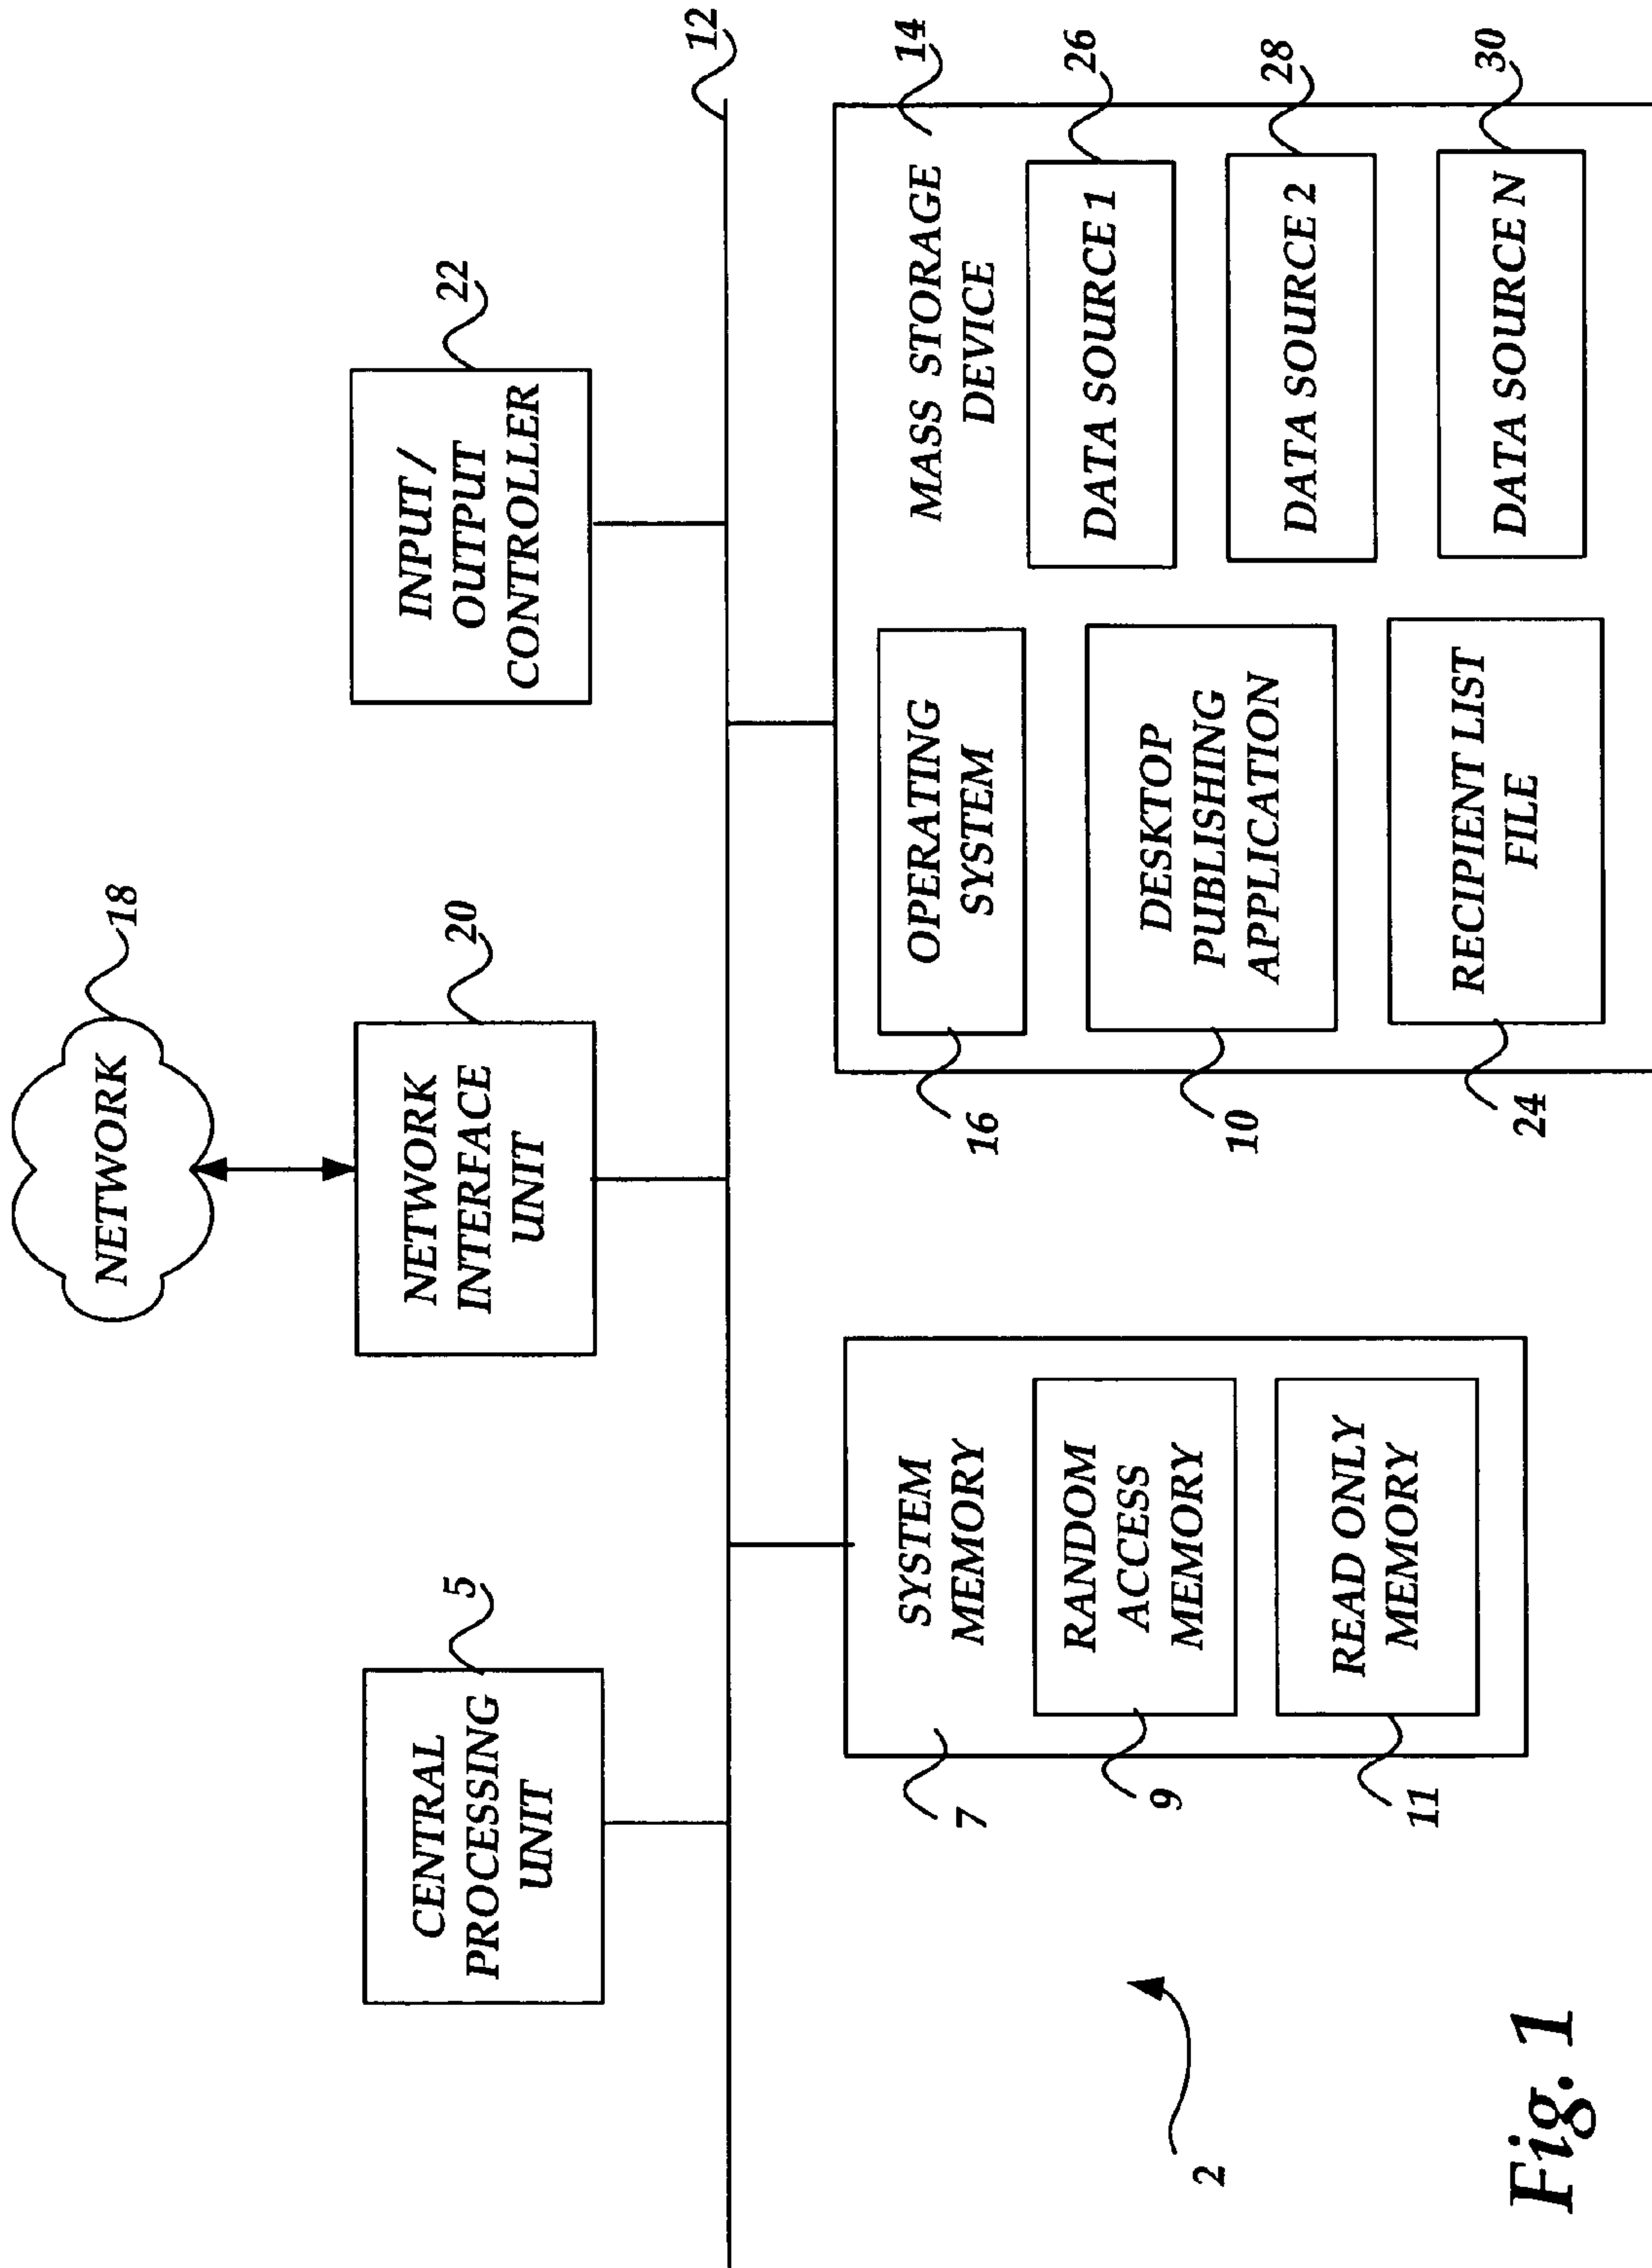 18
NETWORK
20
NETWORK
INTERFACE
UNIT
5
CENTRAL
PROCESSING
UNIT
22
INPUT /
OUTPUT
CONTROLLER
12
7
SYSTEM
MEMORY
9
RANDOM
ACCESS
MEMORY
11
READ ONLY
MEMORY
14
MASS STORAGE
DEVICE
16
OPERATING
SYSTEM
10
DESKTOP
PUBLISHING
APPLICATION
24
RECIPIENT LIST
FILE
26
DATA SOURCE 1
28
DATA SOURCE 2
30
DATA SOURCE N
2
Fig. 1